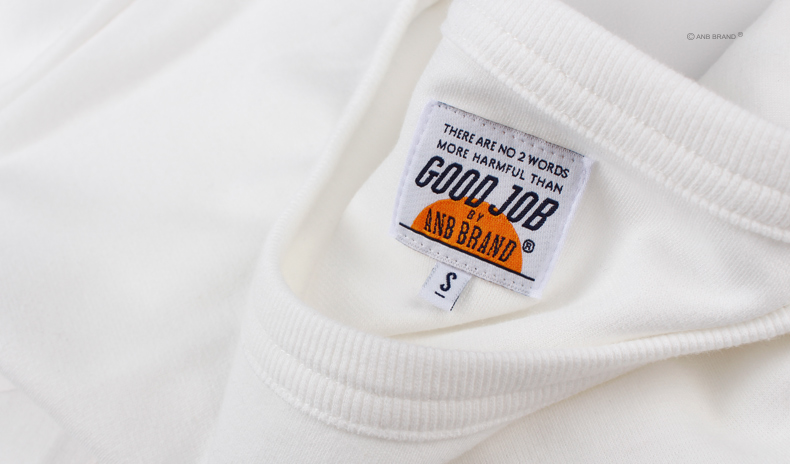 © ANB BRAND®
THERE ARE NO 2 WORDS
MORE HARMFUL THAN
GOOD JOB
BY
ANB BRAND®
S